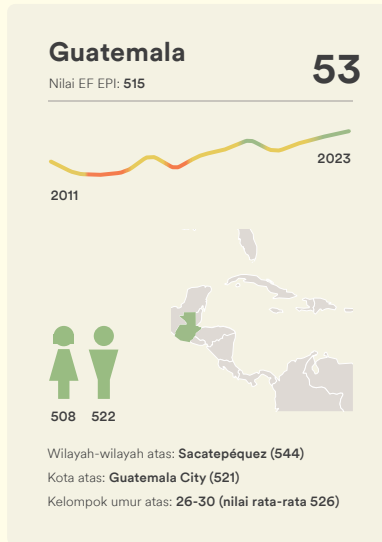 Guatemala
53
Nilai EF EPI: 515
2023
2011
508 522
Wilayah-wilayah atas: Sacatepéquez (544)
Kota atas: Guatemala City (521)
Kelompok umur atas: 26-30 (nilai rata-rata 526)